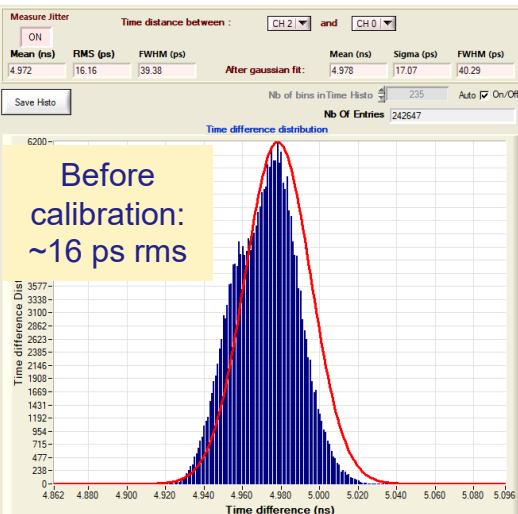 Measure Jitter
ON
Time distance between : CH 2 and CH 0
Mean (ns) RMS (ps) FWHM (ps) Mean (ns) Sigma (ps) FWHM (ps)
4.972 16.16 39.38 After gaussian fit: 4.978 17.07 40.29
Save Histo
Nb of bins in Time Histo 235 Auto On/Off
Nb Of Entries 242647
Time difference distribution
6200
Before
calibration:
~16 ps rms
3577
3338
3100
2862
2623
2385
2146
1908
1669
1431
1192
954
715
477
238
0
Time difference Dist
4.862 4.880 4.900 4.920 4.940 4.960 4.980 5.000 5.020 5.040 5.060 5.080 5.096
Time difference (ns)